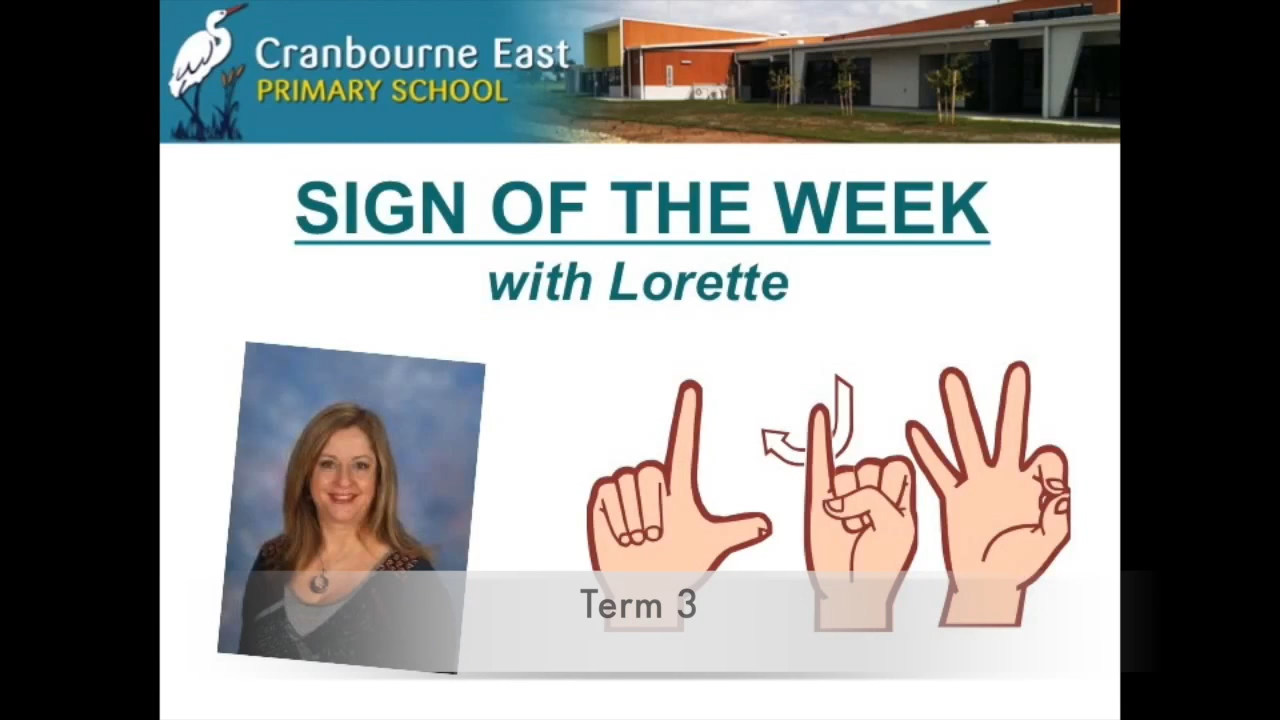 Cranbourne East
PRIMARY SCHOOL
SIGN OF THE WEEK
with Lorette
Term 3